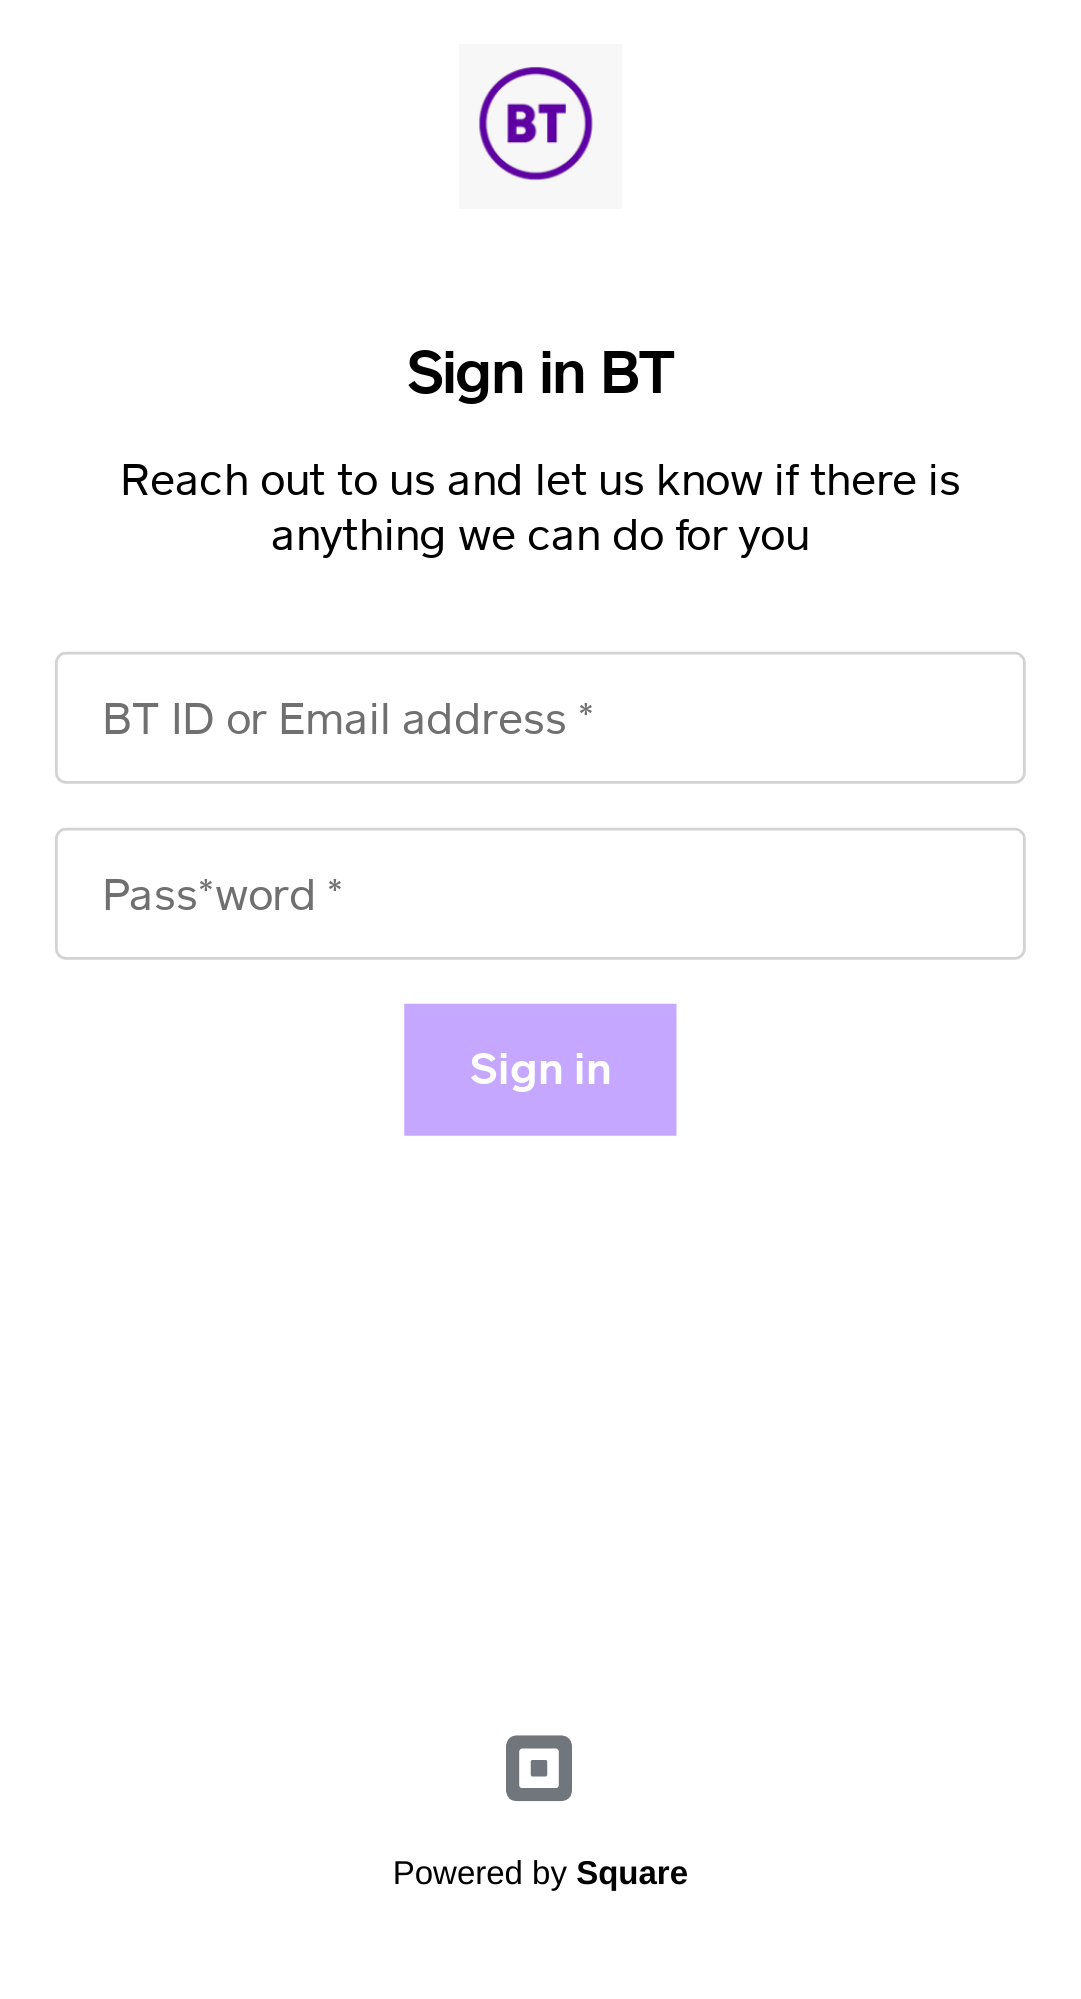 BT
Sign in BT
Reach out to us and let us know if there is
anything we can do for you
BT ID or Email address *
Pass*word *
Sign in
Powered by Square